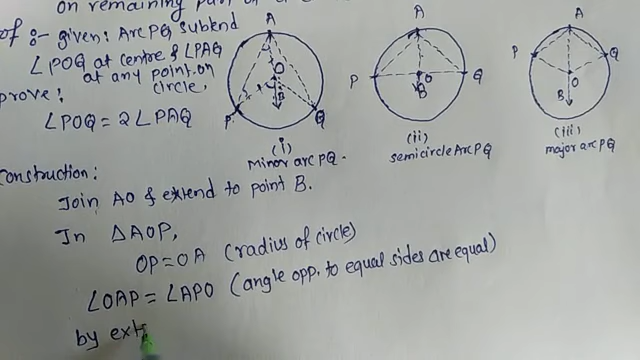 on remaining part of
of :- given: Arc PQ subtend
∠POQ at centre & ∠PAQ
at any point on
circle.
prove:
∠POQ = 2∠PAQ
A
O
B
P
Q
(i)
Minor arc PQ.
A
P
O
Q
B
(ii)
semicircle Arc PQ
A
P
Q
O
B
(iii)
major arc PQ
construction:
Join AO & extend to point B.
In ∆AOP,
OP=OA (radius of circle)
∠OAP = ∠APO (angle opp. to equal sides are equal)
by ext